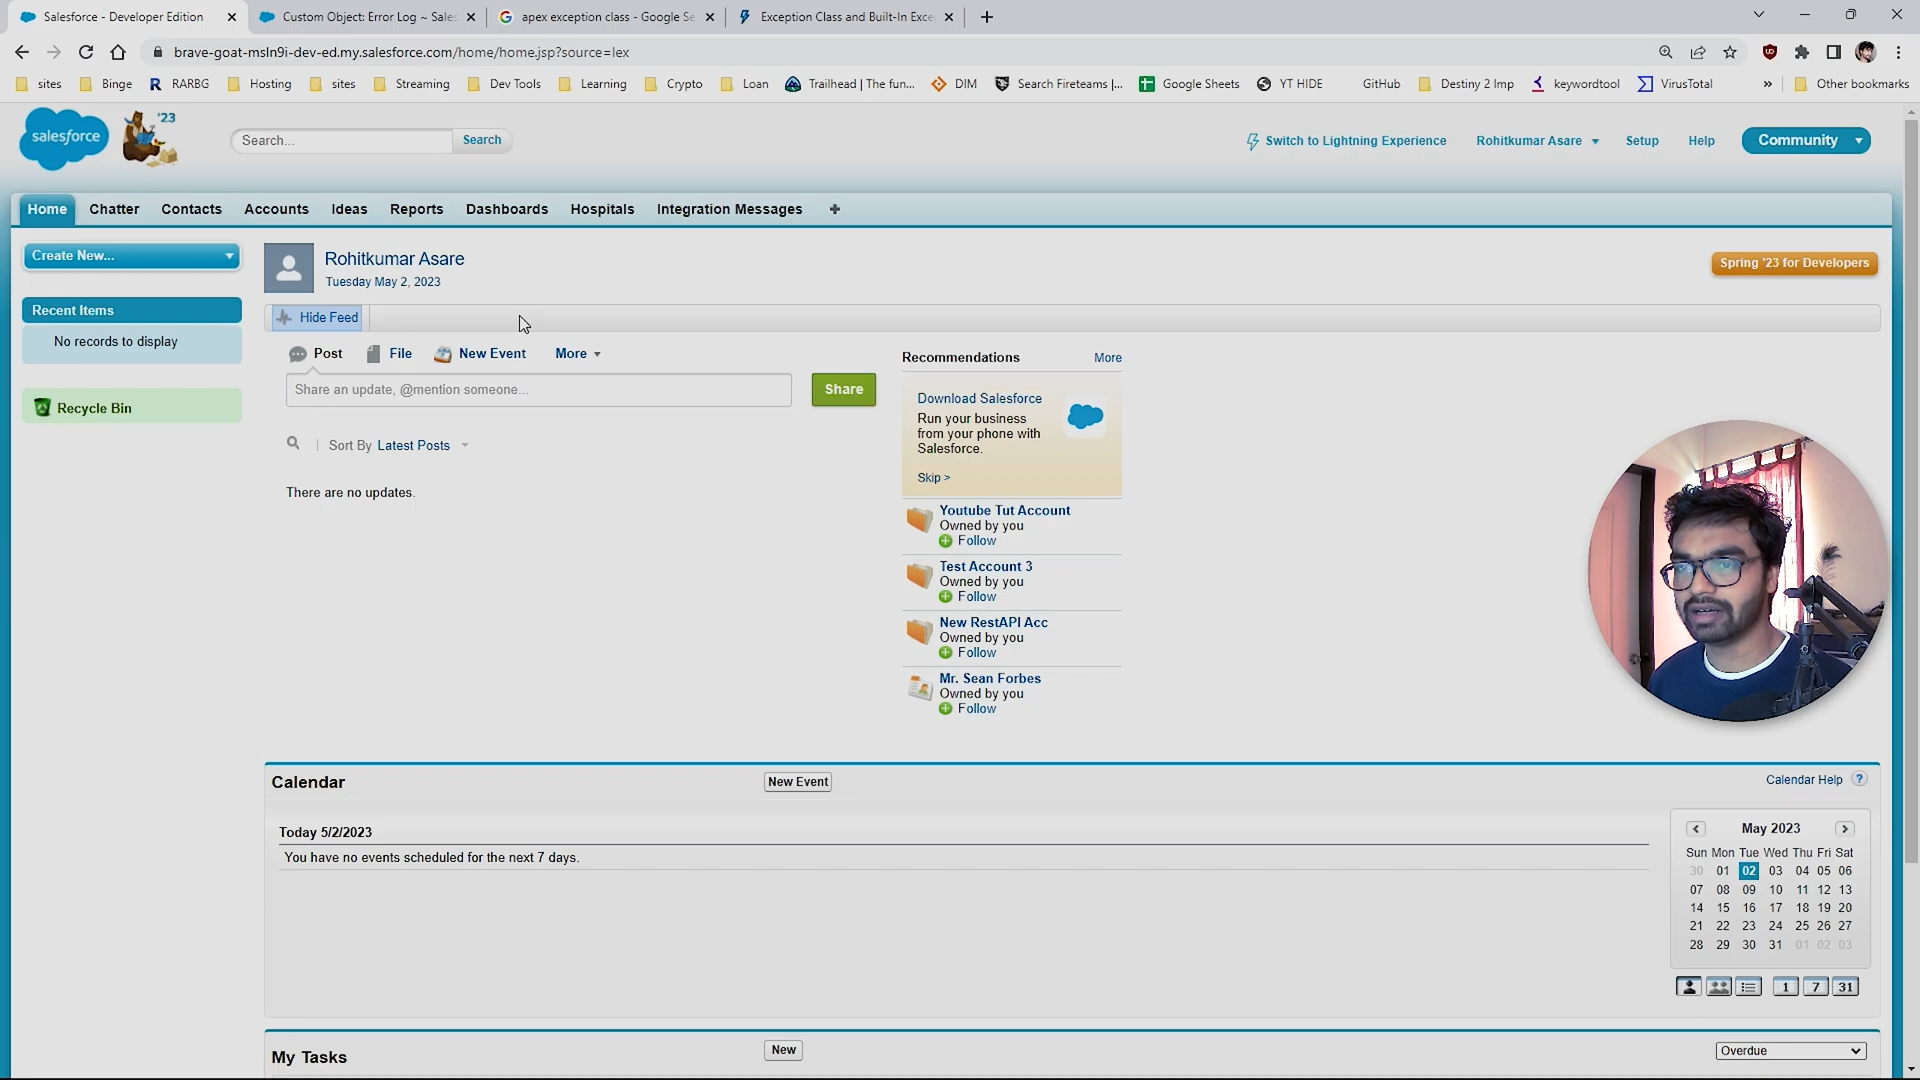 Salesforce - Developer Edition
Custom Object: Error Log ~ Sales
apex exception class - Google Se
Exception Class and Built-In Exce
brave-goat-msln9i-dev-ed.my.salesforce.com/home/home.jsp?source=lex
sites Binge RARBG Hosting sites Streaming Dev Tools Learning Crypto Loan Trailhead | The fun... DIM Search Fireteams |... Google Sheets YT HIDE GitHub Destiny 2 Imp keywordtool VirusTotal » Other bookmarks
salesforce '23
Search... Search
Switch to Lightning Experience Rohitkumar Asare Setup Help Community
Home Chatter Contacts Accounts Ideas Reports Dashboards Hospitals Integration Messages +
Create New...
Recent Items
No records to display
Recycle Bin
Rohitkumar Asare
Tuesday May 2, 2023
Spring '23 for Developers
Hide Feed
Post File New Event More
Share an update, @mention someone... Share
Sort By Latest Posts
There are no updates.
Recommendations More
Download Salesforce
Run your business
from your phone with
Salesforce.
Skip >
Youtube Tut Account
Owned by you
Follow
Test Account 3
Owned by you
Follow
New RestAPI Acc
Owned by you
Follow
Mr. Sean Forbes
Owned by you
Follow
Calendar New Event Calendar Help ?
Today 5/2/2023
You have no events scheduled for the next 7 days.
May 2023
Sun Mon Tue Wed Thu Fri Sat
30 01 02 03 04 05 06
07 08 09 10 11 12 13
14 15 16 17 18 19 20
21 22 23 24 25 26 27
28 29 30 31 01 02 03
1 7 31
My Tasks New Overdue